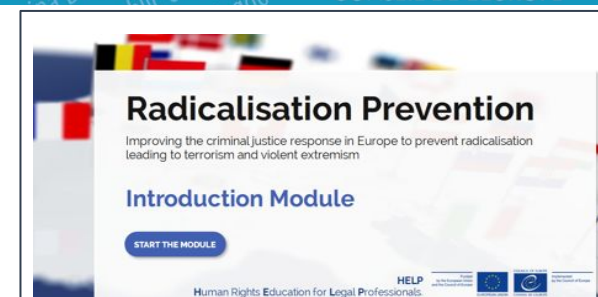 Radicalisation Prevention
Improving the criminal justice response in Europe to prevent radicalisation
leading to terrorism and violent extremism
Introduction Module
START THE MODULE
HELP
Human Rights Education for Legal Professionals.